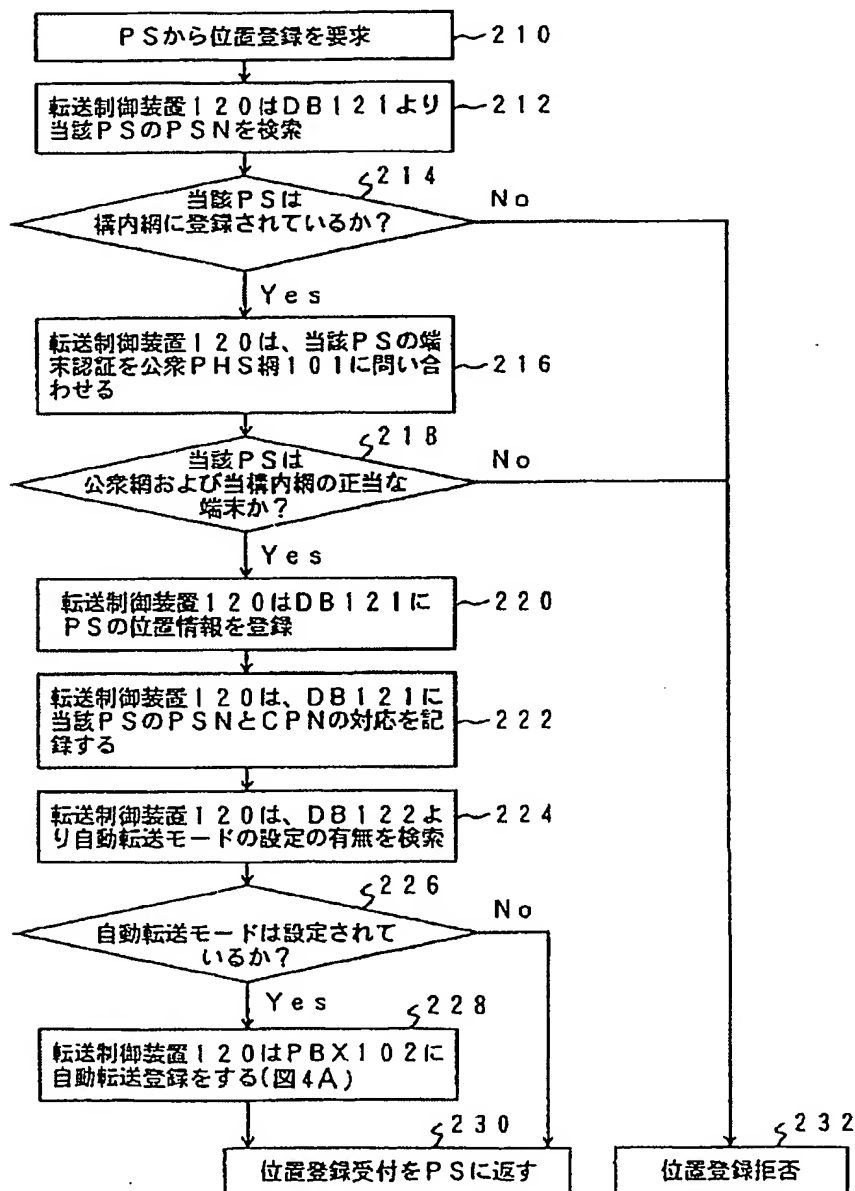 PSから位置登録を要求
210
転送制御装置120はDB121より
当該PSのPSNを検索
212
214
当該PSは
構内網に登録されているか?
No
Yes
転送制御装置120は、当該PSの端
末認証を公衆PHS網101に問い合
わせる
216
218
当該PSは
公衆網および当構内網の正当な
端末か?
No
Yes
転送制御装置120はDB121に
PSの位置情報を登録
220
転送制御装置120は、DB121に
当該PSのPSNとCPNの対応を記
録する
222
転送制御装置120は、DB122よ
り自動転送モードの設定の有無を検索
224
226
自動転送モードは設定されて
いるか?
No
Yes
228
転送制御装置120はPBX102に
自動転送登録をする(図4A)
230
位置登録受付をPSに返す
232
位置登録拒否